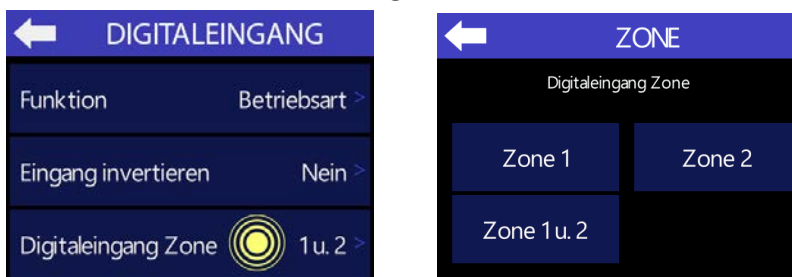 DIGITALEINGANG
Funktion Betriebsart >
Eingang invertieren Nein >
Digitaleingang Zone 1 u. 2 >
ZONE
Digitaleingang Zone
Zone 1 Zone 2
Zone 1 u. 2